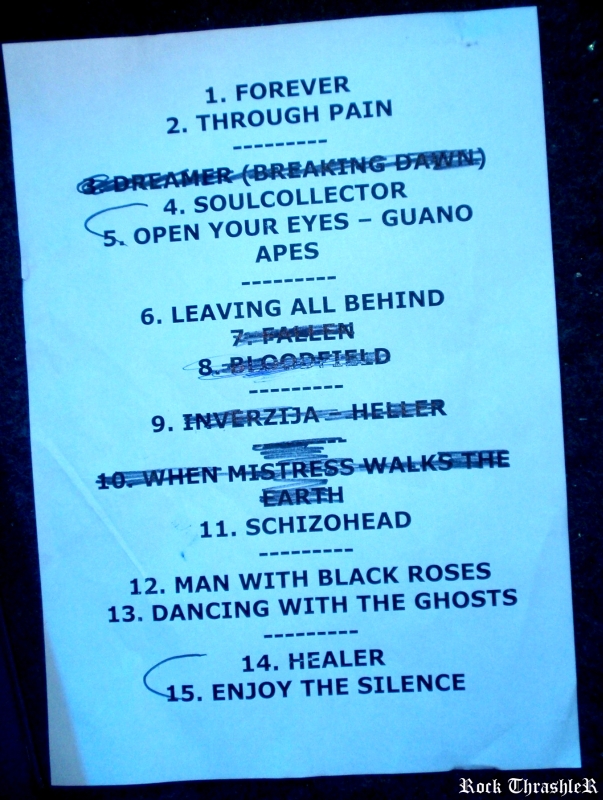 1. FOREVER
2. THROUGH PAIN
---------
3. DREAMER (BREAKING DAWN)
4. SOULCOLLECTOR
5. OPEN YOUR EYES – GUANO
APES
---------
6. LEAVING ALL BEHIND
7. FALLEN
8. BLOODFIELD
---------
9. INVERZIJA – HELLER
---------
10. WHEN MISTRESS WALKS THE
EARTH
11. SCHIZOHEAD
---------
12. MAN WITH BLACK ROSES
13. DANCING WITH THE GHOSTS
---------
14. HEALER
15. ENJOY THE SILENCE
Rock ThrashleR